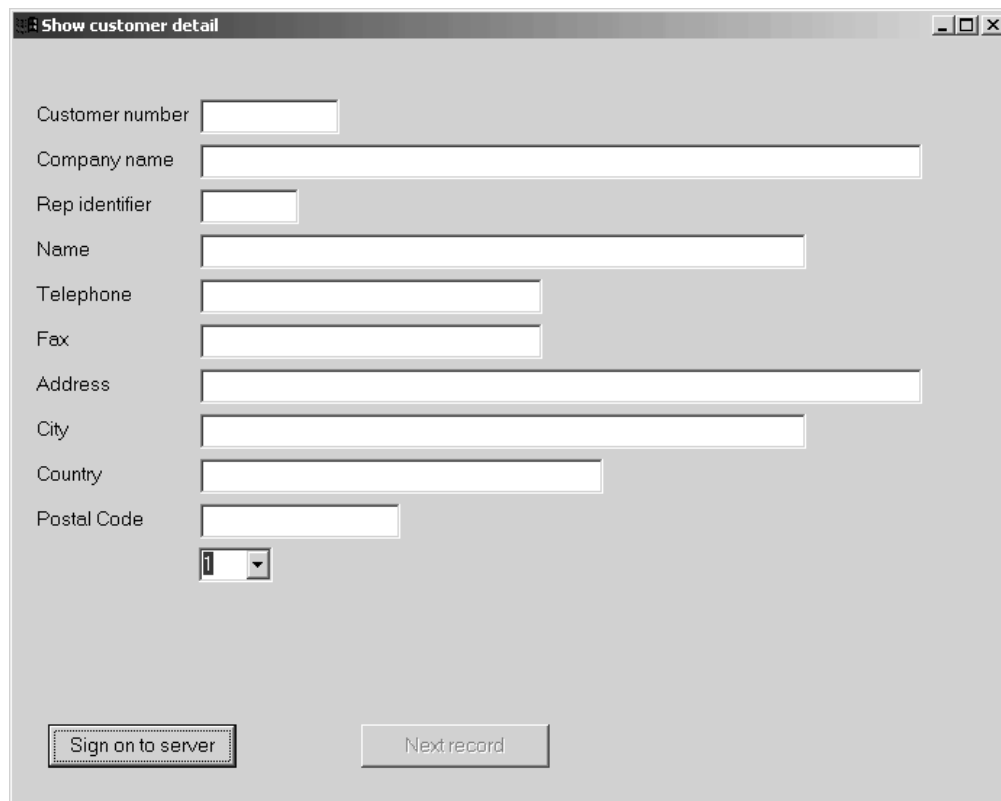 Show customer detail
Customer number
Company name
Rep identifier
Name
Telephone
Fax
Address
City
Country
Postal Code
1
Sign on to server Next record